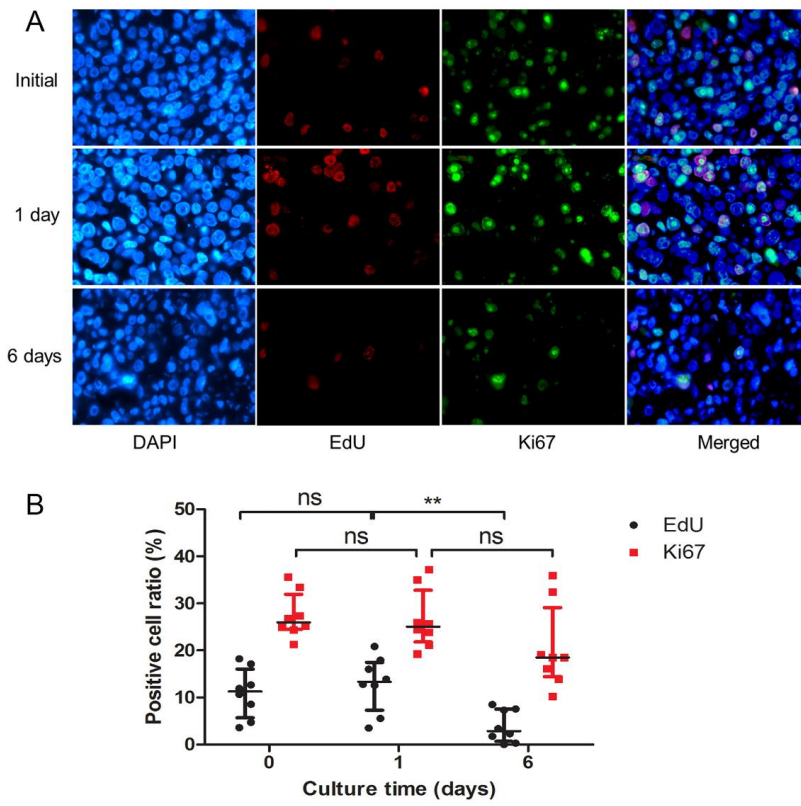 A
Initial
1 day
6 days
DAPI EdU Ki67 Merged
B
ns **
ns ns
EdU
Ki67
Positive cell ratio (%)
50
40
30
20
10
0
0 1 6
Culture time (days)